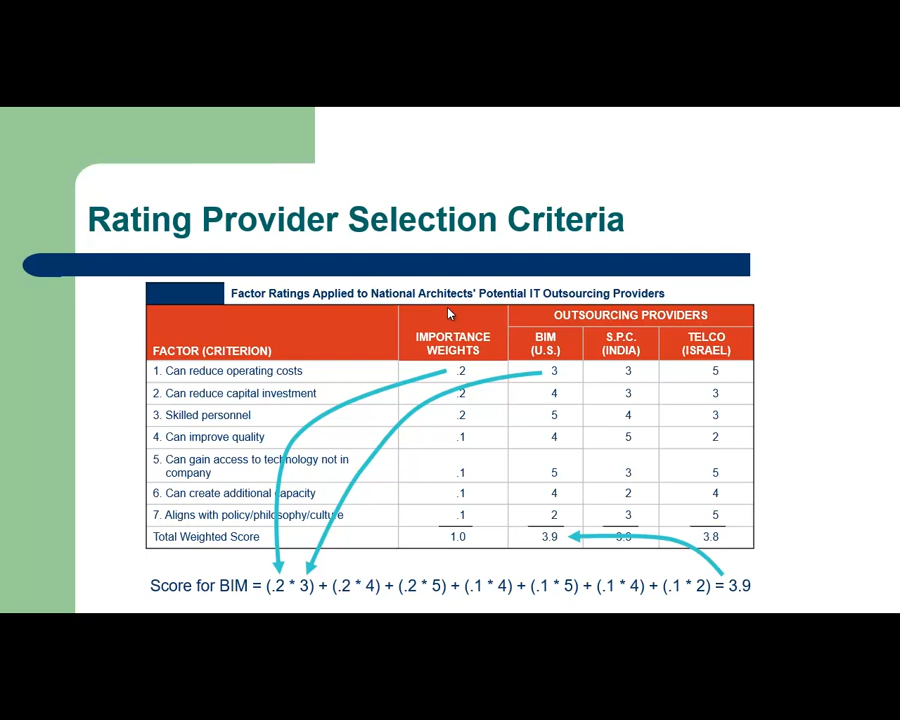 Rating Provider Selection Criteria
Factor Ratings Applied to National Architects' Potential IT Outsourcing Providers
OUTSOURCING PROVIDERS
FACTOR (CRITERION) IMPORTANCE WEIGHTS BIM (U.S.) S.P.C. (INDIA) TELCO (ISRAEL)
1. Can reduce operating costs .2 3 3 5
2. Can reduce capital investment .2 4 3 3
3. Skilled personnel .2 5 4 3
4. Can improve quality .1 4 5 2
5. Can gain access to technology not in
company .1 5 3 5
6. Can create additional capacity .1 4 2 4
7. Aligns with policy/philosophy/culture .1 2 3 5
Total Weighted Score 1.0 3.9 3.3 3.8
Score for BIM = (.2 * 3) + (.2 * 4) + (.2 * 5) + (.1 * 4) + (.1 * 5) + (.1 * 4) + (.1 * 2) = 3.9